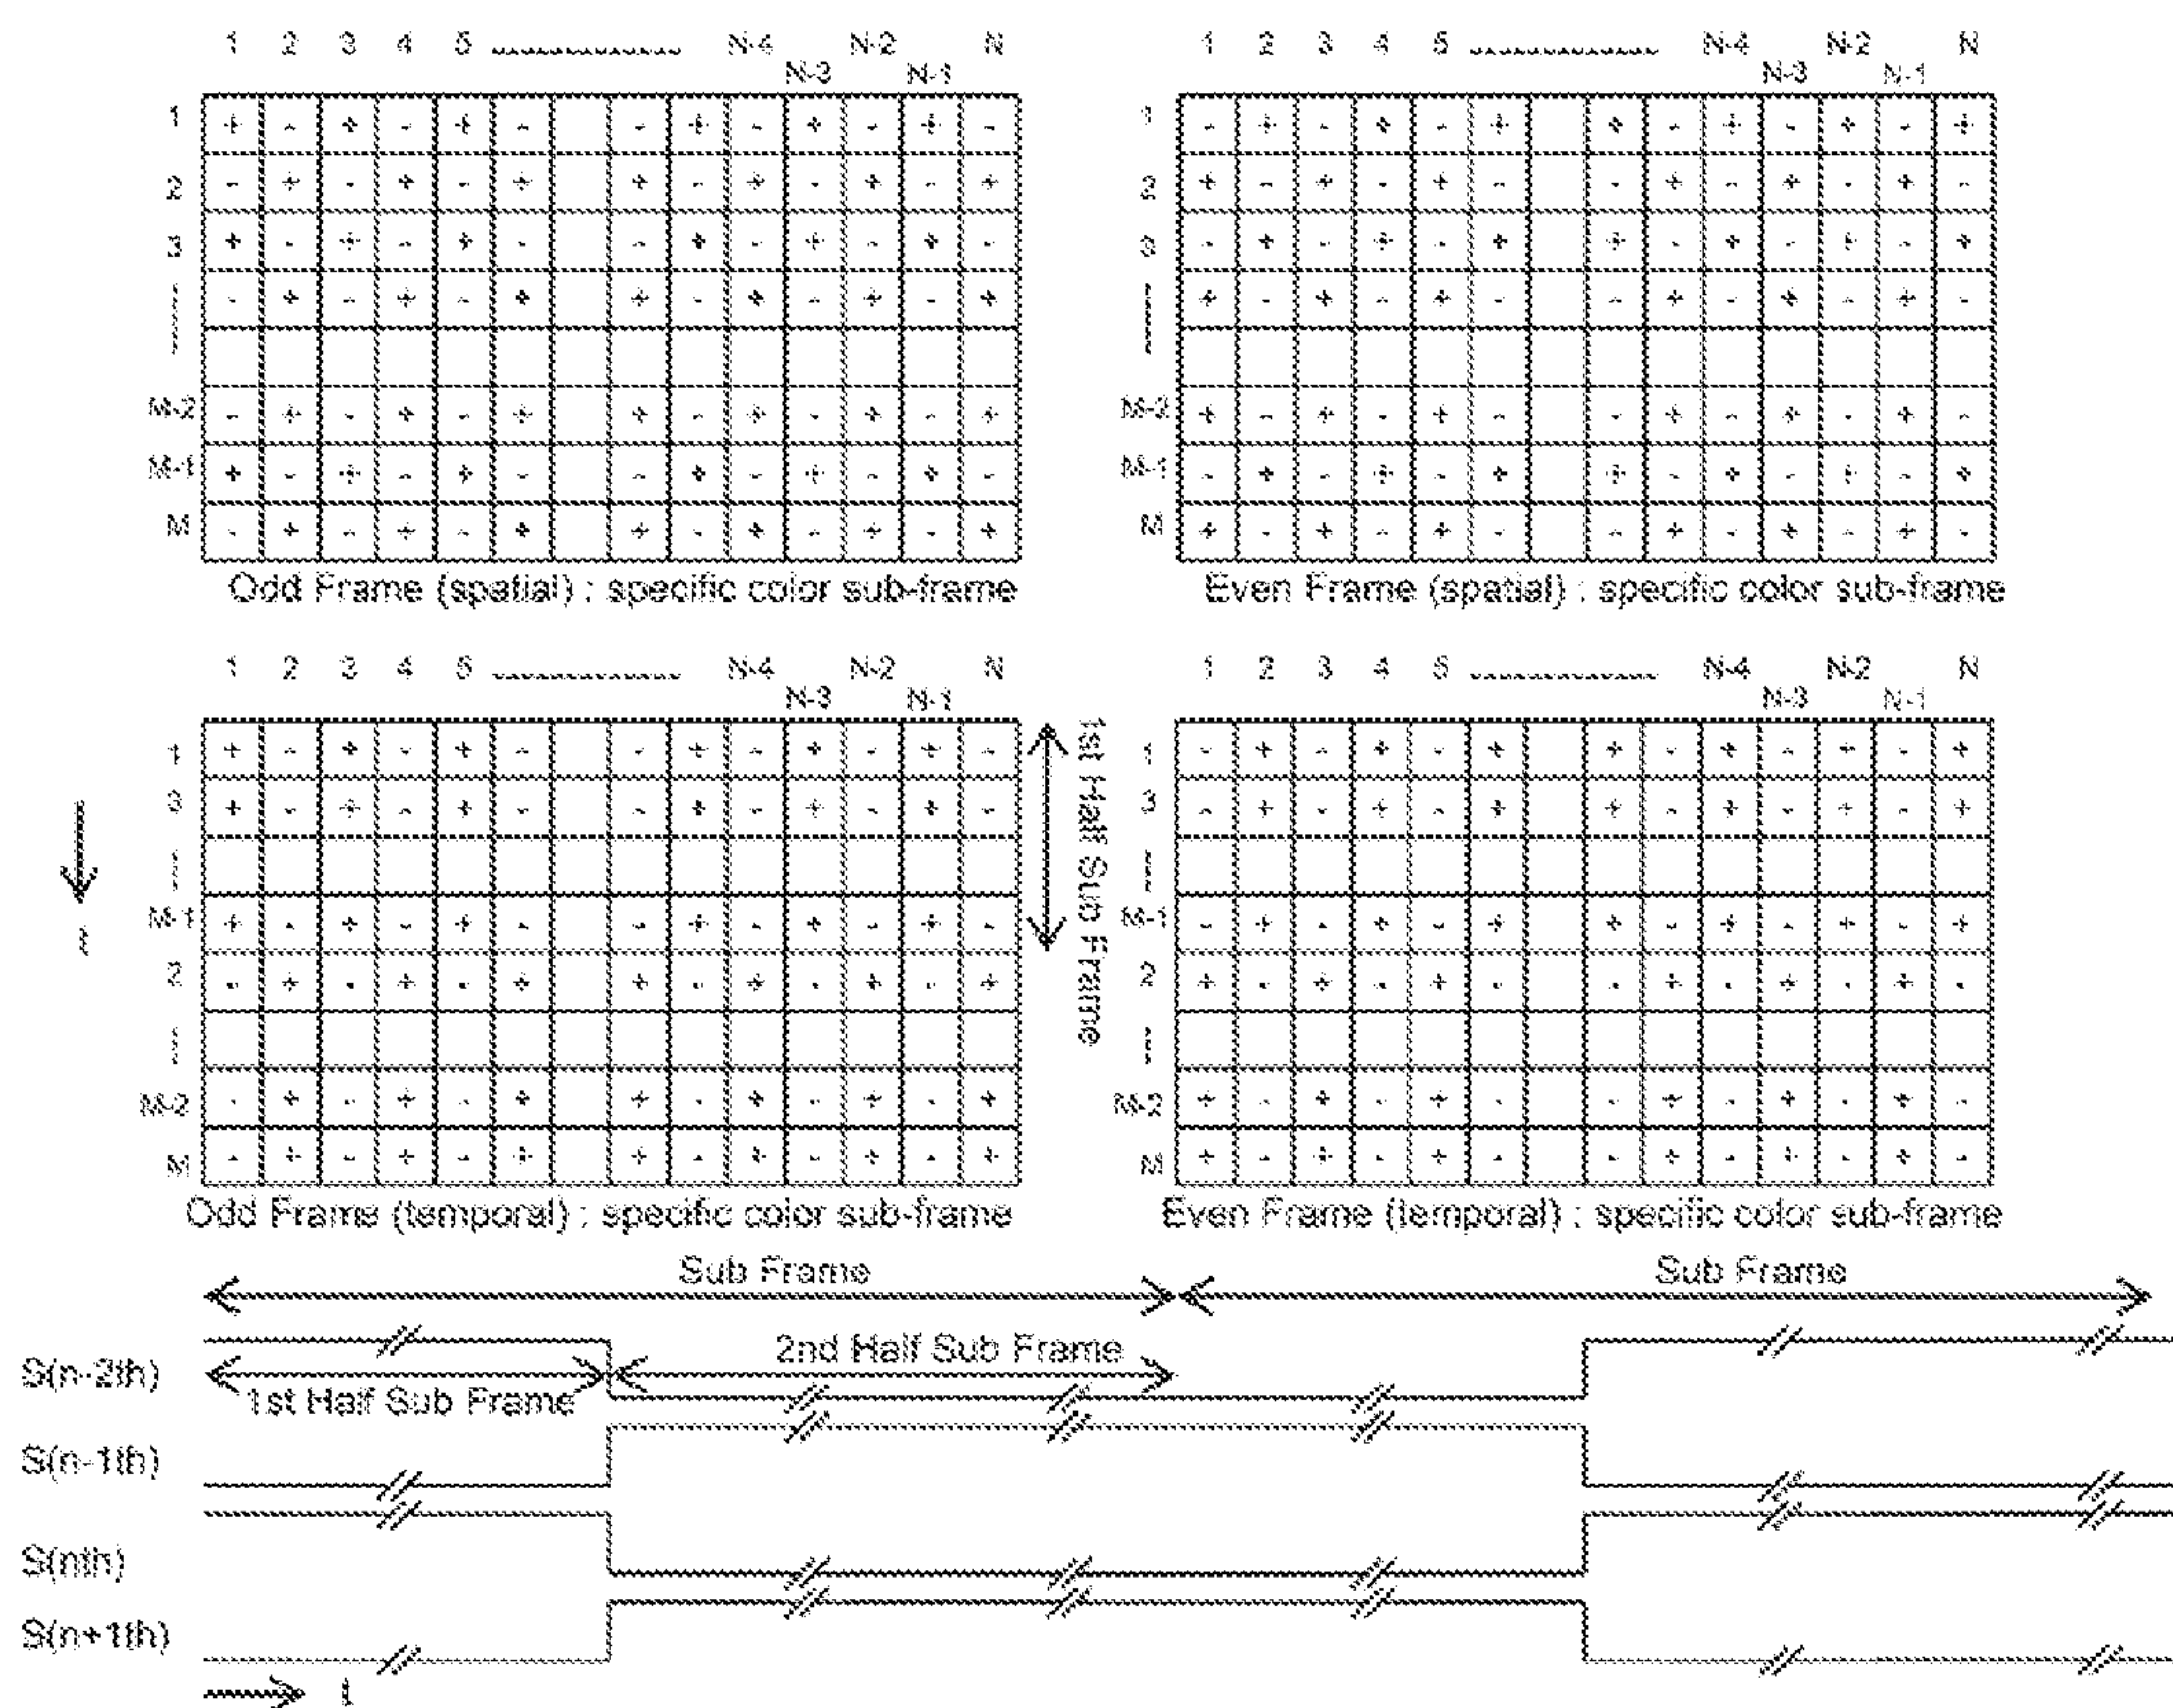 1 2 3 4 5 N-4 N-2 N
N-3 N-1
1 + - + - + - - + - + - + -
2 - + - + - + + - + - + - +
3 + - + - + - - + - + - + -
- + - + - + + - + - + - +
M-2 - + - + - + + - + - + - +
M-1 + - + - + - - + - + - + -
M - + - + - + + - + - + - +
Odd Frame (spatial) : specific color sub-frame
1 2 3 4 5 N-4 N-2 N
N-3 N-1
1 - + - + - + + - + - + - +
2 + - + - + - - + - + - + -
3 - + - + - + + - + - + - +
+ - + - + - - + - + - + -
M-2 + - + - + - - + - + - + -
M-1 - + - + - + + - + - + - +
M + - + - + - - + - + - + -
Even Frame (spatial) : specific color sub-frame
1 2 3 4 5 N-4 N-2 N
N-3 N-1
1 + - + - + - - + - + - + -
3 + - + - + - - + - + - + -
M-1 + - + - + - - + - + - + -
2 - + - + - + + - + - + - +
M-2 - + - + - + + - + - + - +
M - + - + - + + - + - + - +
t
1st Half Sub Frame
Odd Frame (temporal) : specific color sub-frame
1 2 3 4 5 N-4 N-2 N
N-3 N-1
1 - + - + - + + - + - + - +
3 - + - + - + + - + - + - +
M-1 - + - + - + + - + - + - +
2 + - + - + - - + - + - + -
M-2 + - + - + - - + - + - + -
M + - + - + - - + - + - + -
Even Frame (temporal) : specific color sub-frame
Sub Frame
Sub Frame
S(n-2th)
2nd Half Sub Frame
1st Half Sub Frame
S(n-1th)
S(nth)
S(n+1th)
t